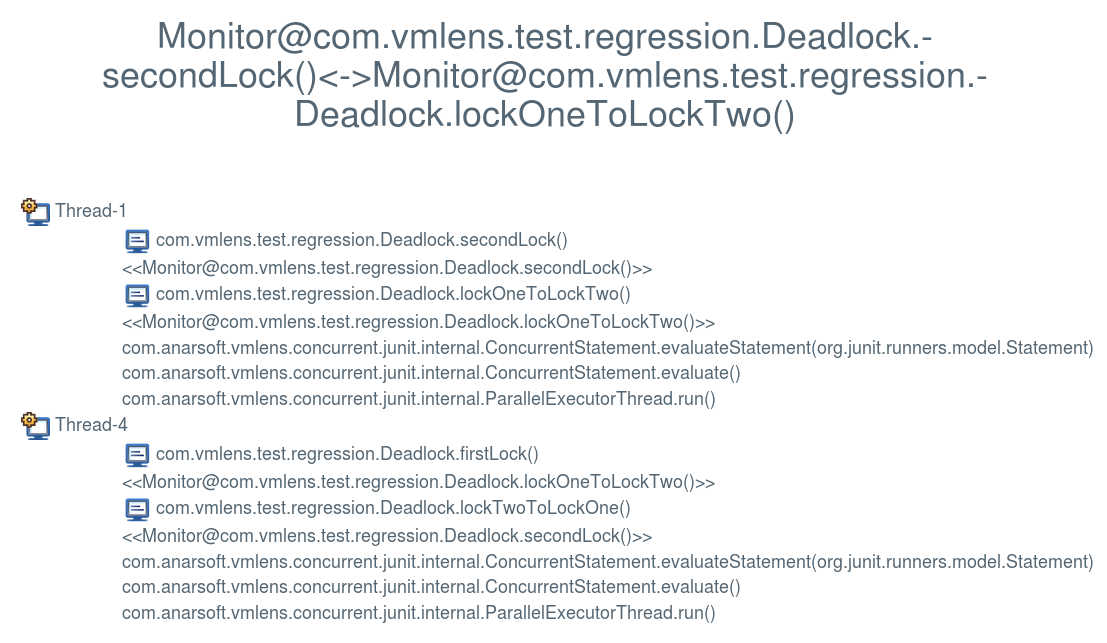 Monitor@com.vmlens.test.regression.Deadlock.-
secondLock()<->Monitor@com.vmlens.test.regression.-
Deadlock.lockOneToLockTwo()
Thread-1
com.vmlens.test.regression.Deadlock.secondLock()
<<Monitor@com.vmlens.test.regression.Deadlock.secondLock()>>
com.vmlens.test.regression.Deadlock.lockOneToLockTwo()
<<Monitor@com.vmlens.test.regression.Deadlock.lockOneToLockTwo()>>
com.anarsoft.vmlens.concurrent.junit.internal.ConcurrentStatement.evaluateStatement(org.junit.runners.model.Statement)
com.anarsoft.vmlens.concurrent.junit.internal.ConcurrentStatement.evaluate()
com.anarsoft.vmlens.concurrent.junit.internal.ParallelExecutorThread.run()
Thread-4
com.vmlens.test.regression.Deadlock.firstLock()
<<Monitor@com.vmlens.test.regression.Deadlock.lockOneToLockTwo()>>
com.vmlens.test.regression.Deadlock.lockTwoToLockOne()
<<Monitor@com.vmlens.test.regression.Deadlock.secondLock()>>
com.anarsoft.vmlens.concurrent.junit.internal.ConcurrentStatement.evaluateStatement(org.junit.runners.model.Statement)
com.anarsoft.vmlens.concurrent.junit.internal.ConcurrentStatement.evaluate()
com.anarsoft.vmlens.concurrent.junit.internal.ParallelExecutorThread.run()